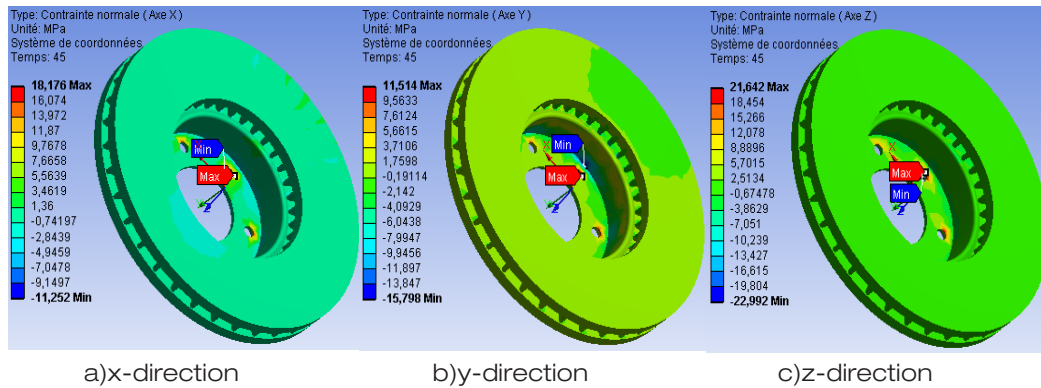 Type: Contrainte normale ( Axe X )
Unité: MPa
Système de coordonnées
Temps: 45
18,176 Max
16,074
13,972
11,87
9,7678
7,6658
5,5639
3,4619
1,36
-0,74197
-2,8439
-4,9459
-7,0478
-9,1497
-11,252 Min
Min
X
Max
Z
a)x-direction
Type: Contrainte normale ( Axe Y )
Unité: MPa
Système de coordonnées
Temps: 45
11,514 Max
9,5633
7,6124
5,6615
3,7106
1,7598
-0,19114
-2,142
-4,0929
-6,0438
-7,9947
-9,9456
-11,897
-13,847
-15,798 Min
Min
X
Max
Z
b)y-direction
Type: Contrainte normale ( Axe Z )
Unité: MPa
Système de coordonnées
Temps: 45
21,642 Max
18,454
15,266
12,078
8,8896
5,7015
2,5134
-0,67478
-3,8629
-7,051
-10,239
-13,427
-16,615
-19,804
-22,992 Min
X
Max
Min
Z
c)z-direction